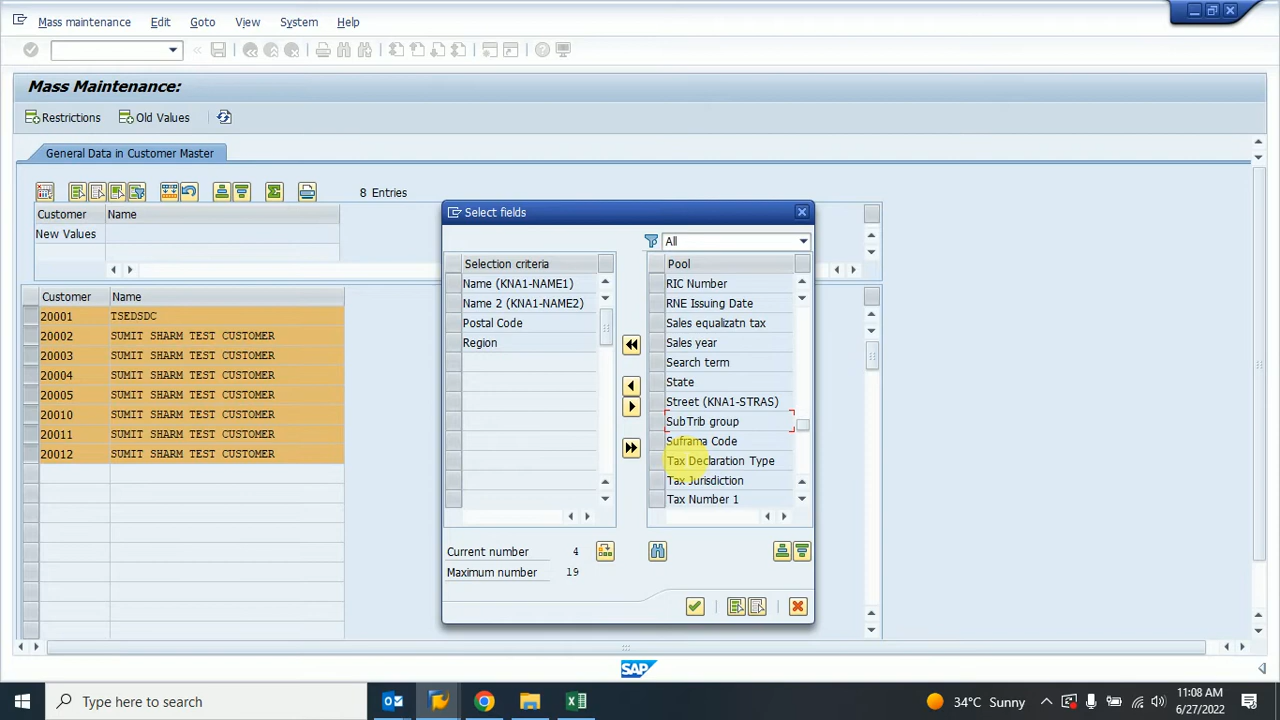 Mass maintenance Edit Goto View System Help
Mass Maintenance:
Restrictions Old Values
General Data in Customer Master
8 Entries
Customer Name
New Values
Customer Name
20001 TSEDSDC
20002 SUMIT SHARM TEST CUSTOMER
20003 SUMIT SHARM TEST CUSTOMER
20004 SUMIT SHARM TEST CUSTOMER
20005 SUMIT SHARM TEST CUSTOMER
20010 SUMIT SHARM TEST CUSTOMER
20011 SUMIT SHARM TEST CUSTOMER
20012 SUMIT SHARM TEST CUSTOMER
Select fields
All
Selection criteria
Name (KNA1-NAME1)
Name 2 (KNA1-NAME2)
Postal Code
Region
Pool
RIC Number
RNE Issuing Date
Sales equalizatn tax
Sales year
Search term
State
Street (KNA1-STRAS)
SubTrib group
Suframa Code
Tax Declaration Type
Tax Jurisdiction
Tax Number 1
Current number 4
Maximum number 19
SAP
Type here to search
34°C Sunny
11:08 AM
6/27/2022